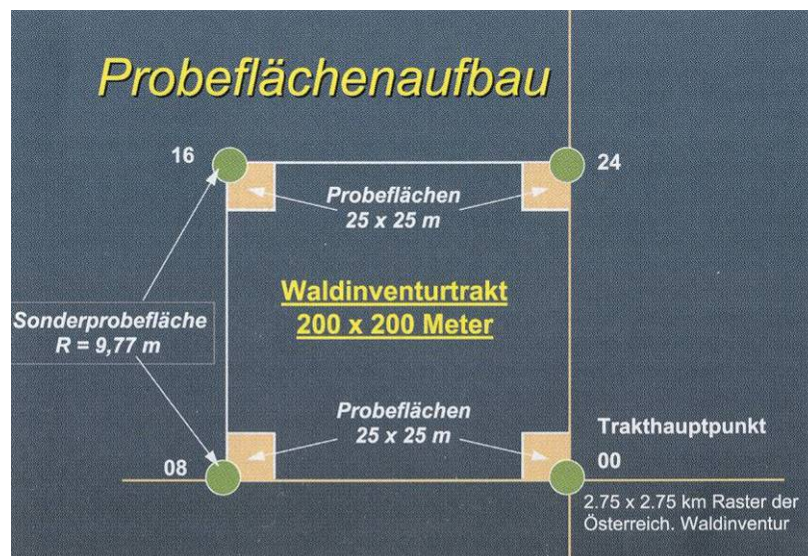 Probeflächenaufbau
16
24
Probeflächen
25 x 25 m
Waldinventurtrakt
200 x 200 Meter
Sonderprobefläche
R = 9,77 m
Probeflächen
25 x 25 m
Trakthauptpunkt
08
00
2.75 x 2.75 km Raster der
Österreich. Waldinventur